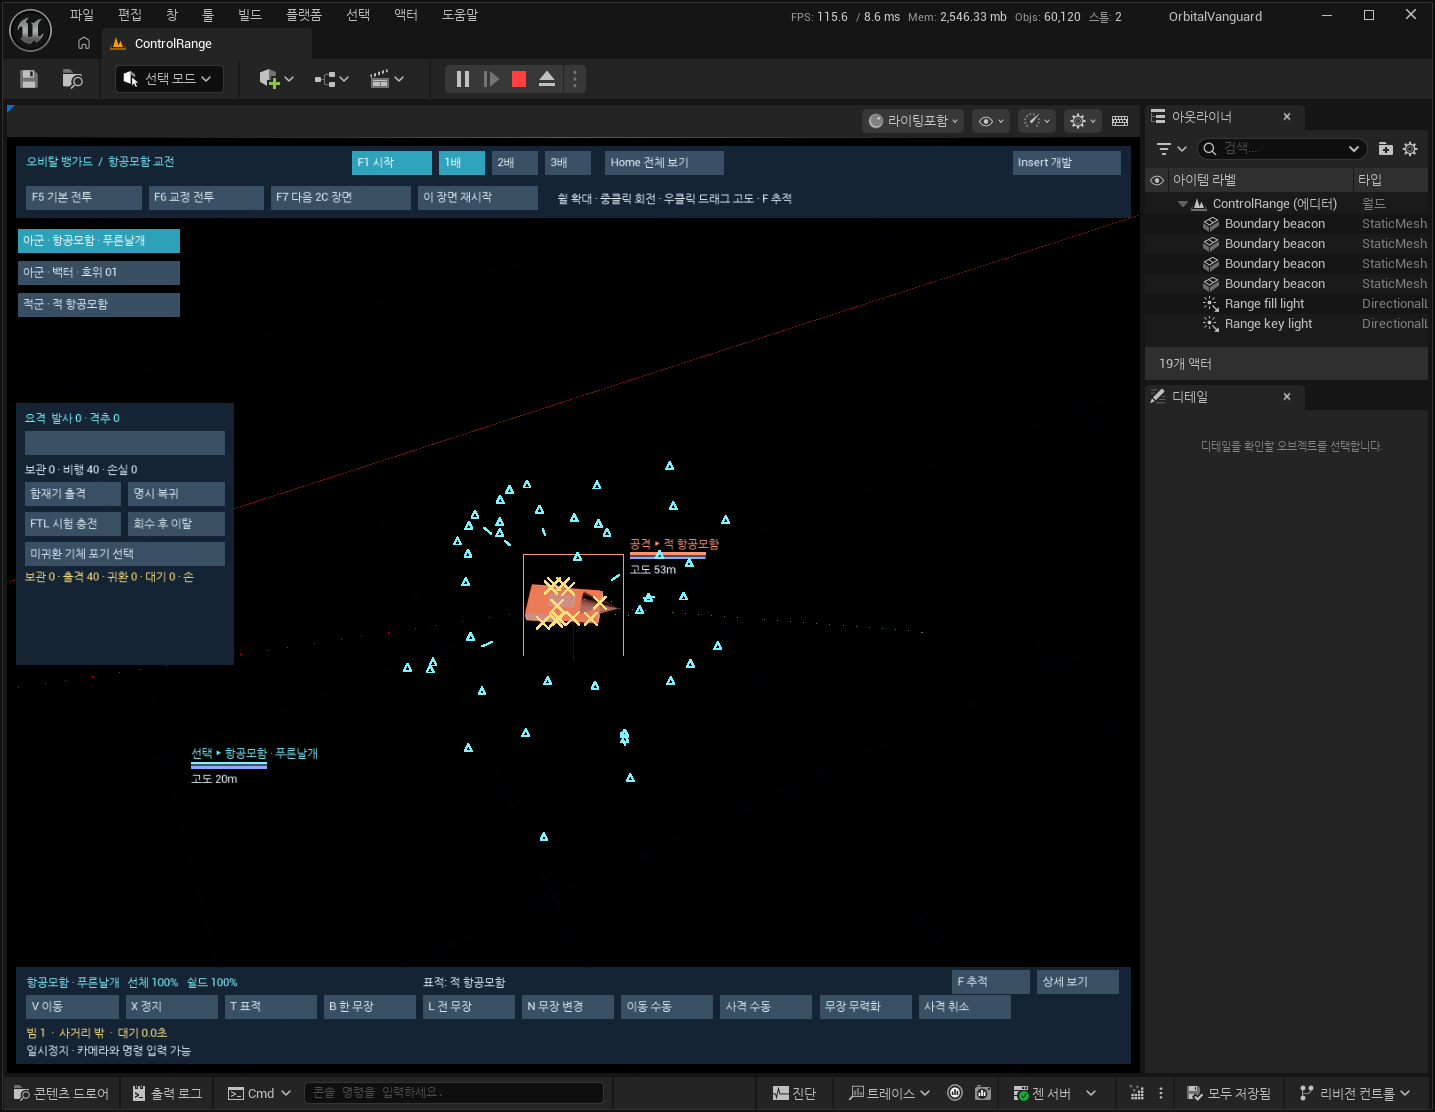 파일 편집 창 툴 빌드 플랫폼 선택 액터 도움말 FPS: 115.6 / 8.6 ms Mem: 2,546.33 mb Objs: 60,120 스톨: 2 OrbitalVanguard
ControlRange
선택 모드
라이팅포함
아웃라이너
오비탈 뱅가드 / 항공모함 교전 F1 시작 1배 2배 3배 Home 전체 보기 Insert 개발
검색...
F5 기본 전투 F6 교정 전투 F7 다음 2C 장면 이 장면 재시작 휠 확대 · 중클릭 회전 · 우클릭 드래그 고도 · F 추적
아이템 라벨 타입
ControlRange (에디터) 월드
Boundary beacon StaticMesh
Boundary beacon StaticMesh
Boundary beacon StaticMesh
Boundary beacon StaticMesh
Range fill light DirectionalL
Range key light DirectionalL
19개 액터
디테일
디테일을 확인할 오브젝트를 선택합니다.
아군 · 항공모함 · 푸른날개
아군 · 백터 · 호위 01
적군 · 적 항공모함
요격 발사 0 · 격추 0
보관 0 · 비행 40 · 손실 0
함재기 출격 명시 복귀
FTL 시험 충전 회수 후 이탈
미귀환 기체 포기 선택
보관 0 · 출격 40 · 귀환 0 · 대기 0 · 손
공격 ▸ 적 항공모함
고도 53m
선택 ▸ 항공모함 · 푸른날개
고도 20m
항공모함 · 푸른날개 선체 100% 쉴드 100% 표적: 적 항공모함 F 추적 상세 보기
V 이동 X 정지 T 표적 B 한 무장 L 전 무장 N 무장 변경 이동 수동 사격 수동 무장 무력화 사격 취소
빔 1 · 사거리 밖 · 대기 0.0초
일시정지 · 카메라와 명령 입력 가능
콘텐츠 드로어 출력 로그 Cmd 콘솔 명령을 입력하세요. 진단 트레이스 젠 서버 모두 저장됨 리비전 컨트롤